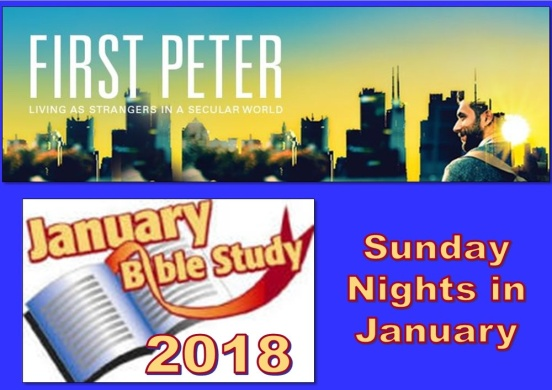 FIRST PETER
LIVING AS STRANGERS IN A SECULAR WORLD
January
Bible Study
2018
Sunday
Nights in
January